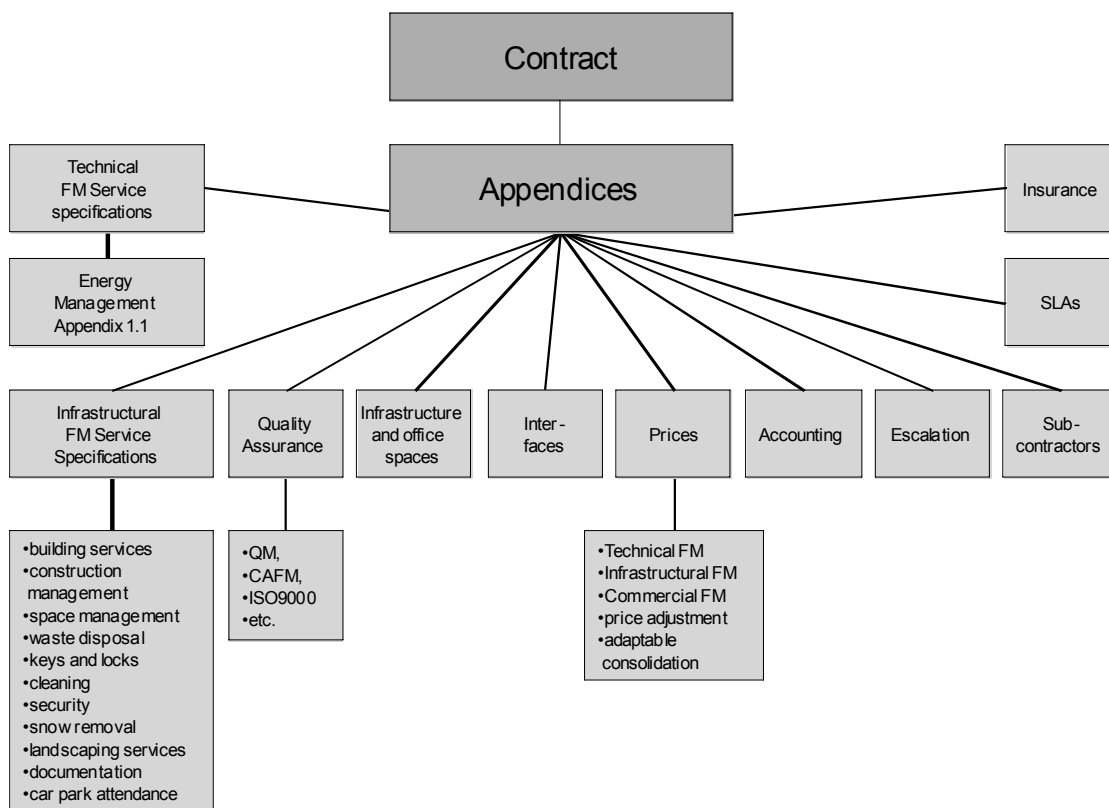 Contract
Technical
FM Service
specifications
Appendices
Insurance
Energy
Management
Appendix 1.1
SLAs
Infrastructural
FM Service
Specifications
Quality
Assurance
Infrastructure
and office
spaces
Inter-
faces
Prices
Accounting
Escalation
Sub-
contractors
•building services
•construction
management
•space management
•waste disposal
•keys and locks
•cleaning
•security
•snow removal
•landscaping services
•documentation
•car park attendance
•QM,
•CAFM,
•ISO9000
•etc.
•Technical FM
•Infrastructural FM
•Commercial FM
•price adjustment
•adaptable
consolidation